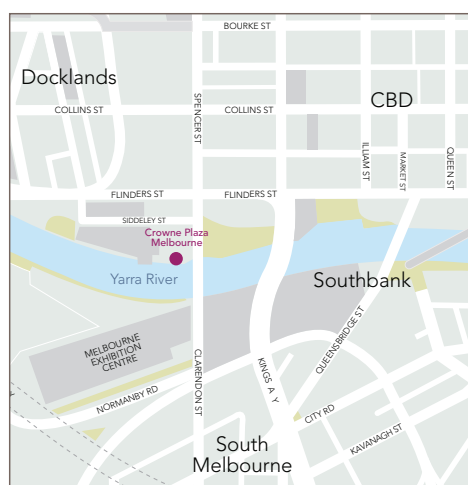 BOURKE ST
Docklands
CBD
COLLINS ST
COLLINS ST
SPENCER ST
ILLIAM ST
MARKET ST
QUEEN ST
FLINDERS ST
FLINDERS ST
SIDDELEY ST
Crowne Plaza
Melbourne
Yarra River
Southbank
MELBOURNE
EXHIBITION
CENTRE
QUEENSBRIDGE ST
CLARENDON ST
KINGS A Y
NORMANBY RD
CITY RD
KAVANAGH ST
South
Melbourne